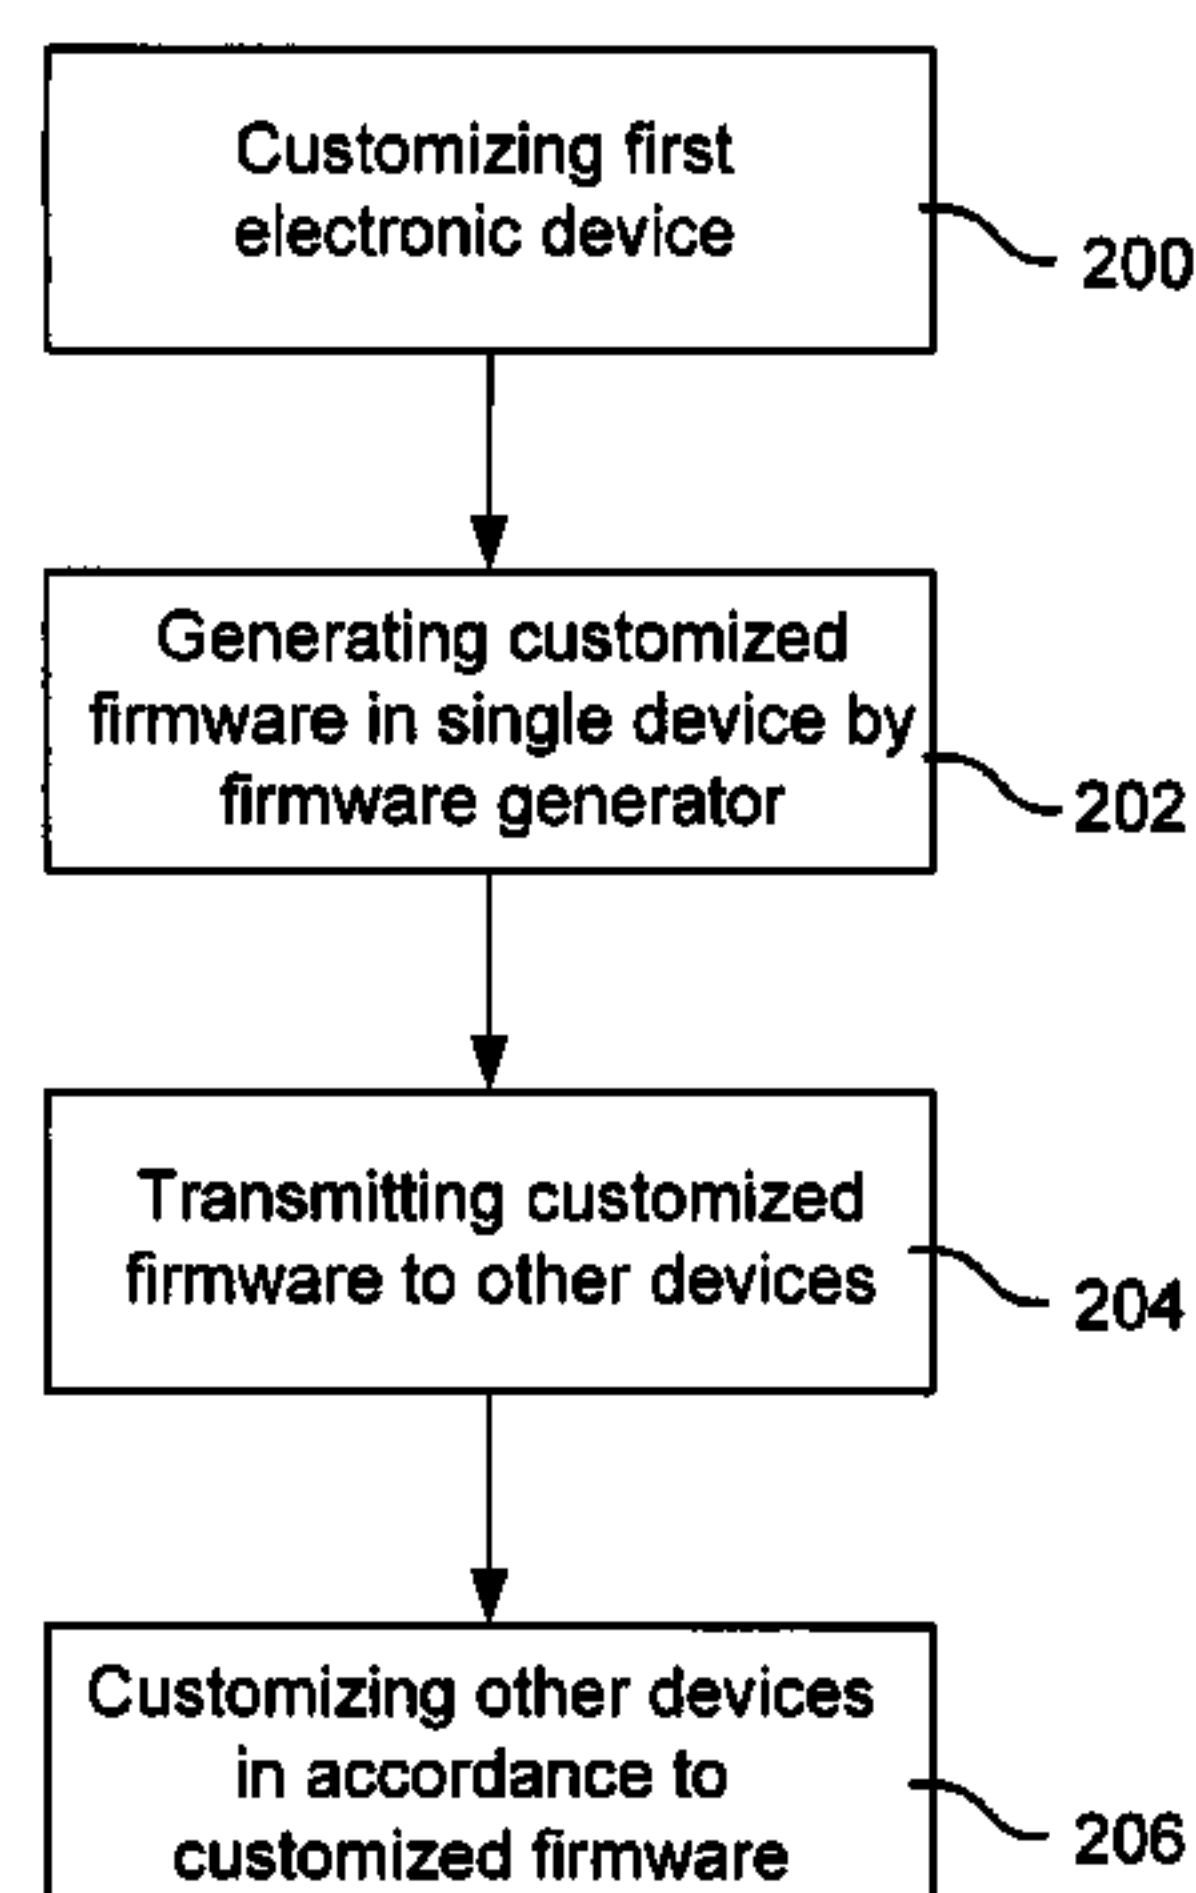 Customizing first
electronic device
200
Generating customized
firmware in single device by
firmware generator
202
Transmitting customized
firmware to other devices
204
Customizing other devices
in accordance to
customized firmware
206